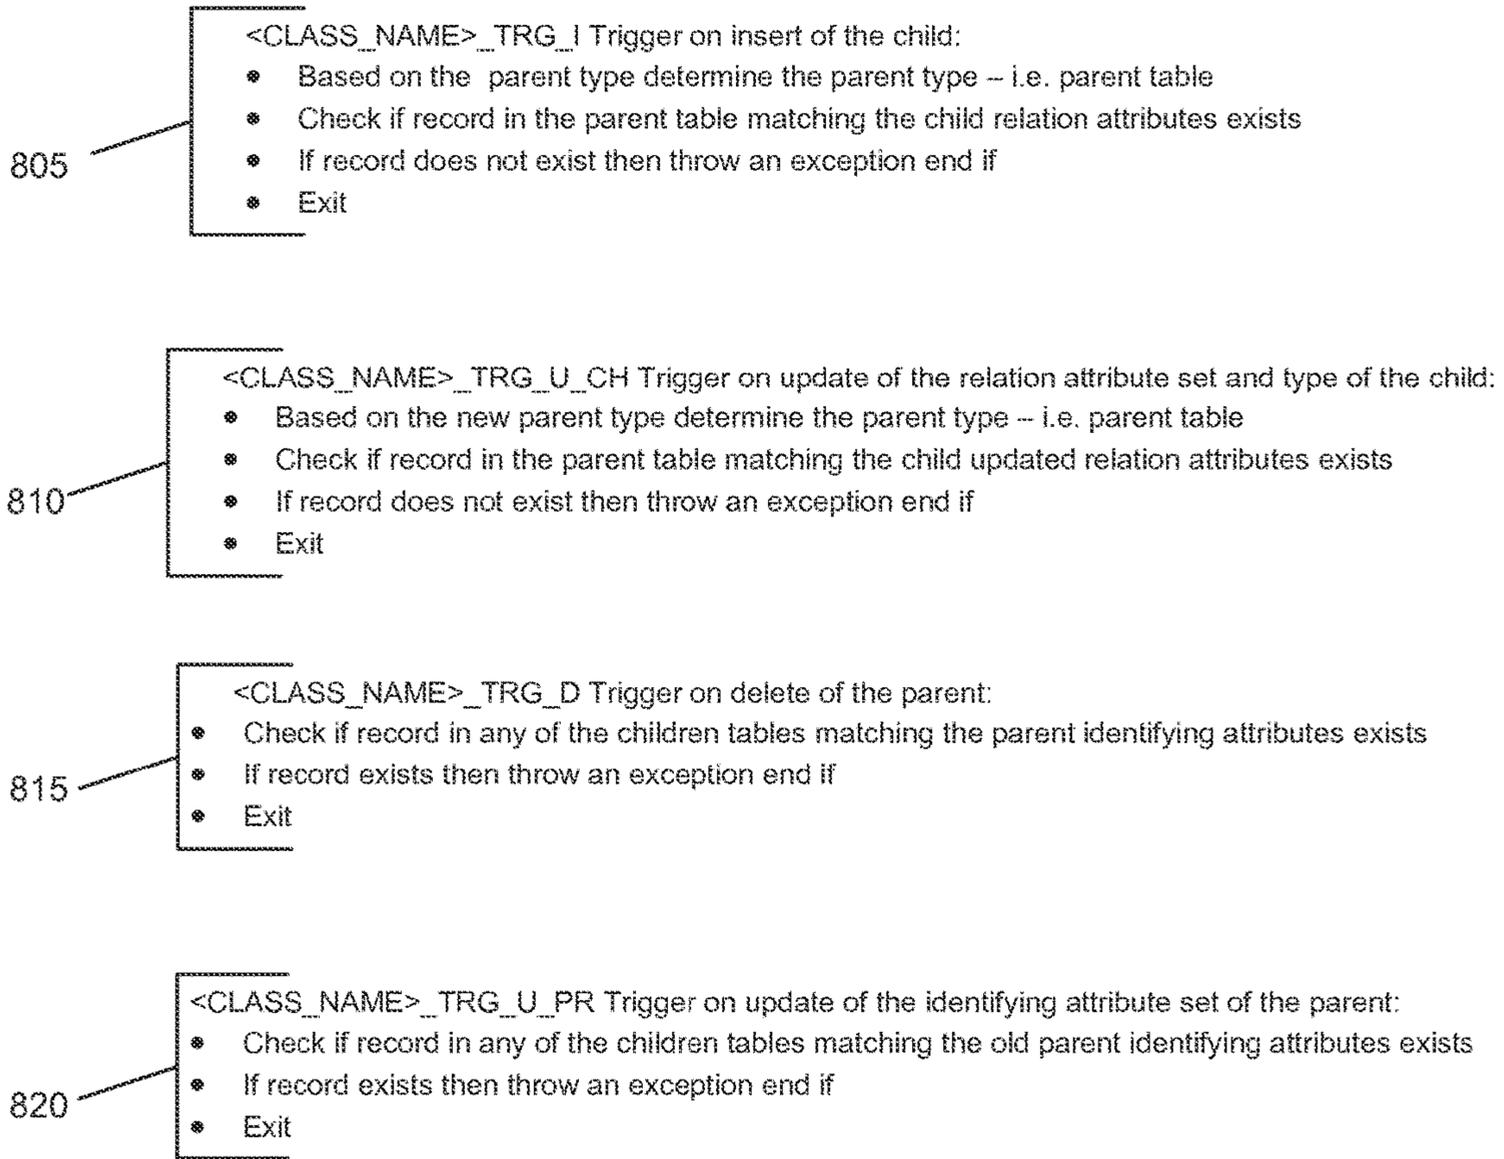 <CLASS_NAME>_TRG_I Trigger on insert of the child:
• Based on the parent type determine the parent type – i.e. parent table
• Check if record in the parent table matching the child relation attributes exists
805
• If record does not exist then throw an exception end if
• Exit
<CLASS_NAME>_TRG_U_CH Trigger on update of the relation attribute set and type of the child:
• Based on the new parent type determine the parent type – i.e. parent table
• Check if record in the parent table matching the child updated relation attributes exists
810
• If record does not exist then throw an exception end if
• Exit
<CLASS_NAME>_TRG_D Trigger on delete of the parent:
• Check if record in any of the children tables matching the parent identifying attributes exists
• If record exists then throw an exception end if
815
• Exit
<CLASS_NAME>_TRG_U_PR Trigger on update of the identifying attribute set of the parent:
• Check if record in any of the children tables matching the old parent identifying attributes exists
• If record exists then throw an exception end if
820
• Exit